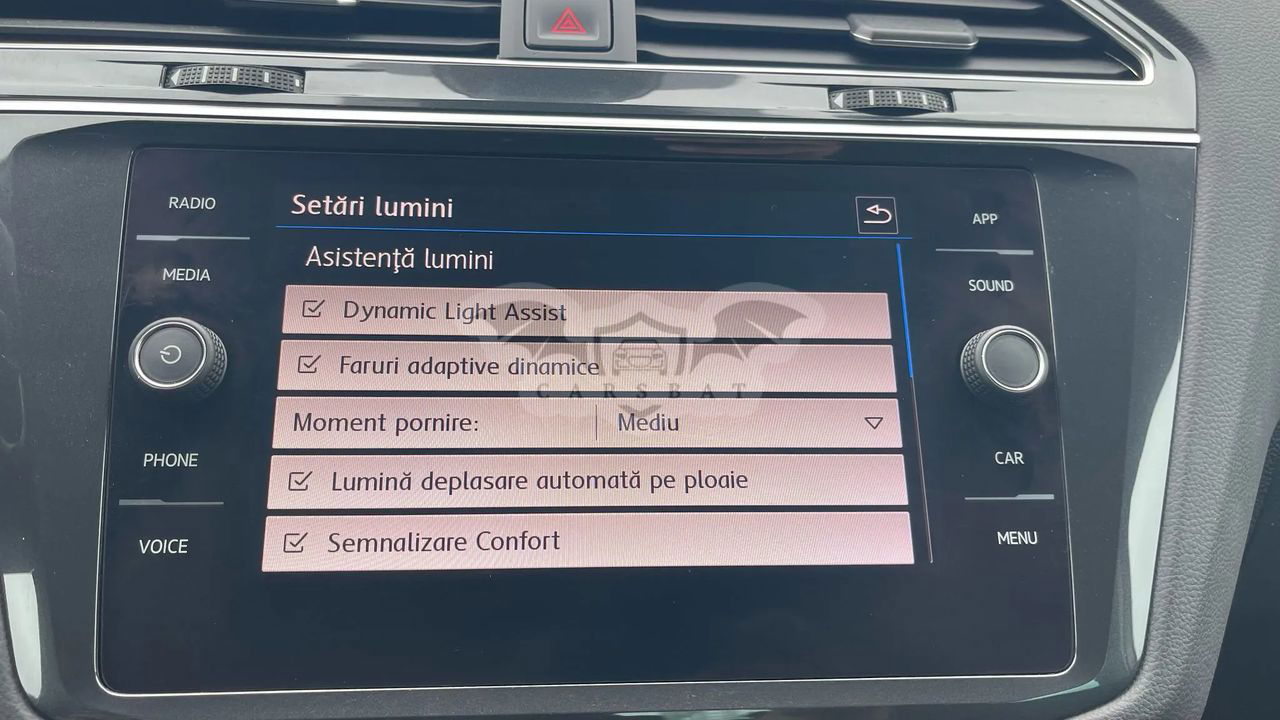 RADIO
MEDIA
PHONE
VOICE
Setări lumini
Asistenţă lumini
Dynamic Light Assist
Faruri adaptive dinamice
CARSBAT
Moment pornire: Mediu
Lumină deplasare automată pe ploaie
Semnalizare Confort
APP
SOUND
CAR
MENU